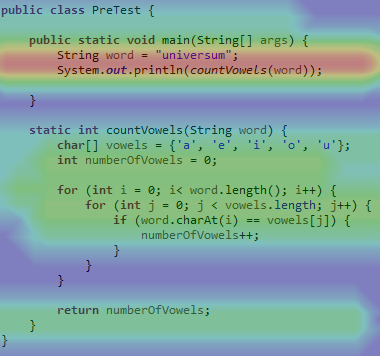 public class PreTest {
public static void main(String[] args) {
String word = "universum";
System.out.println(countVowels(word));
}
static int countVowels(String word) {
char[] vowels = {'a', 'e', 'i', 'o', 'u'};
int numberOfVowels = 0;
for (int i = 0; i< word.length(); i++) {
for (int j = 0; j < vowels.length; j++) {
if (word.charAt(i) == vowels[j]) {
numberOfVowels++;
}
}
}
return numberOfVowels;
}
}